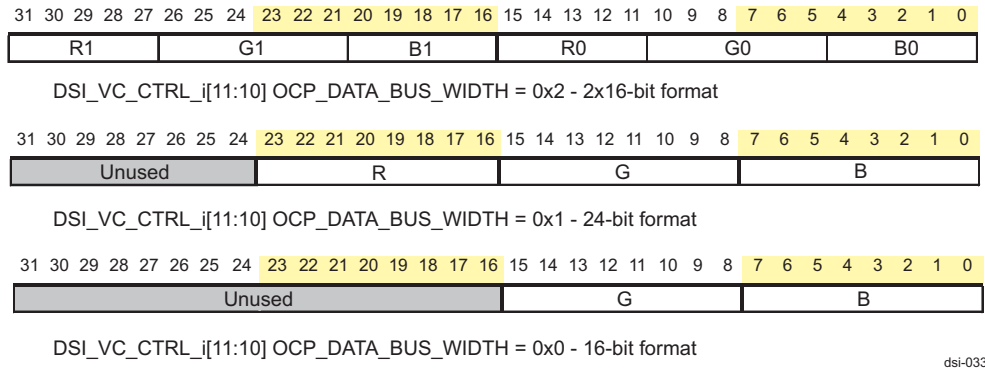 31 30 29 28 27 26 25 24 23 22 21 20 19 18 17 16 15 14 13 12 11 10 9 8 7 6 5 4 3 2 1 0
R1 G1 B1 R0 G0 B0
DSI_VC_CTRL_i[11:10] OCP_DATA_BUS_WIDTH = 0x2 - 2x16-bit format
31 30 29 28 27 26 25 24 23 22 21 20 19 18 17 16 15 14 13 12 11 10 9 8 7 6 5 4 3 2 1 0
Unused R G B
DSI_VC_CTRL_i[11:10] OCP_DATA_BUS_WIDTH = 0x1 - 24-bit format
31 30 29 28 27 26 25 24 23 22 21 20 19 18 17 16 15 14 13 12 11 10 9 8 7 6 5 4 3 2 1 0
Unused G B
DSI_VC_CTRL_i[11:10] OCP_DATA_BUS_WIDTH = 0x0 - 16-bit format
dsi-033